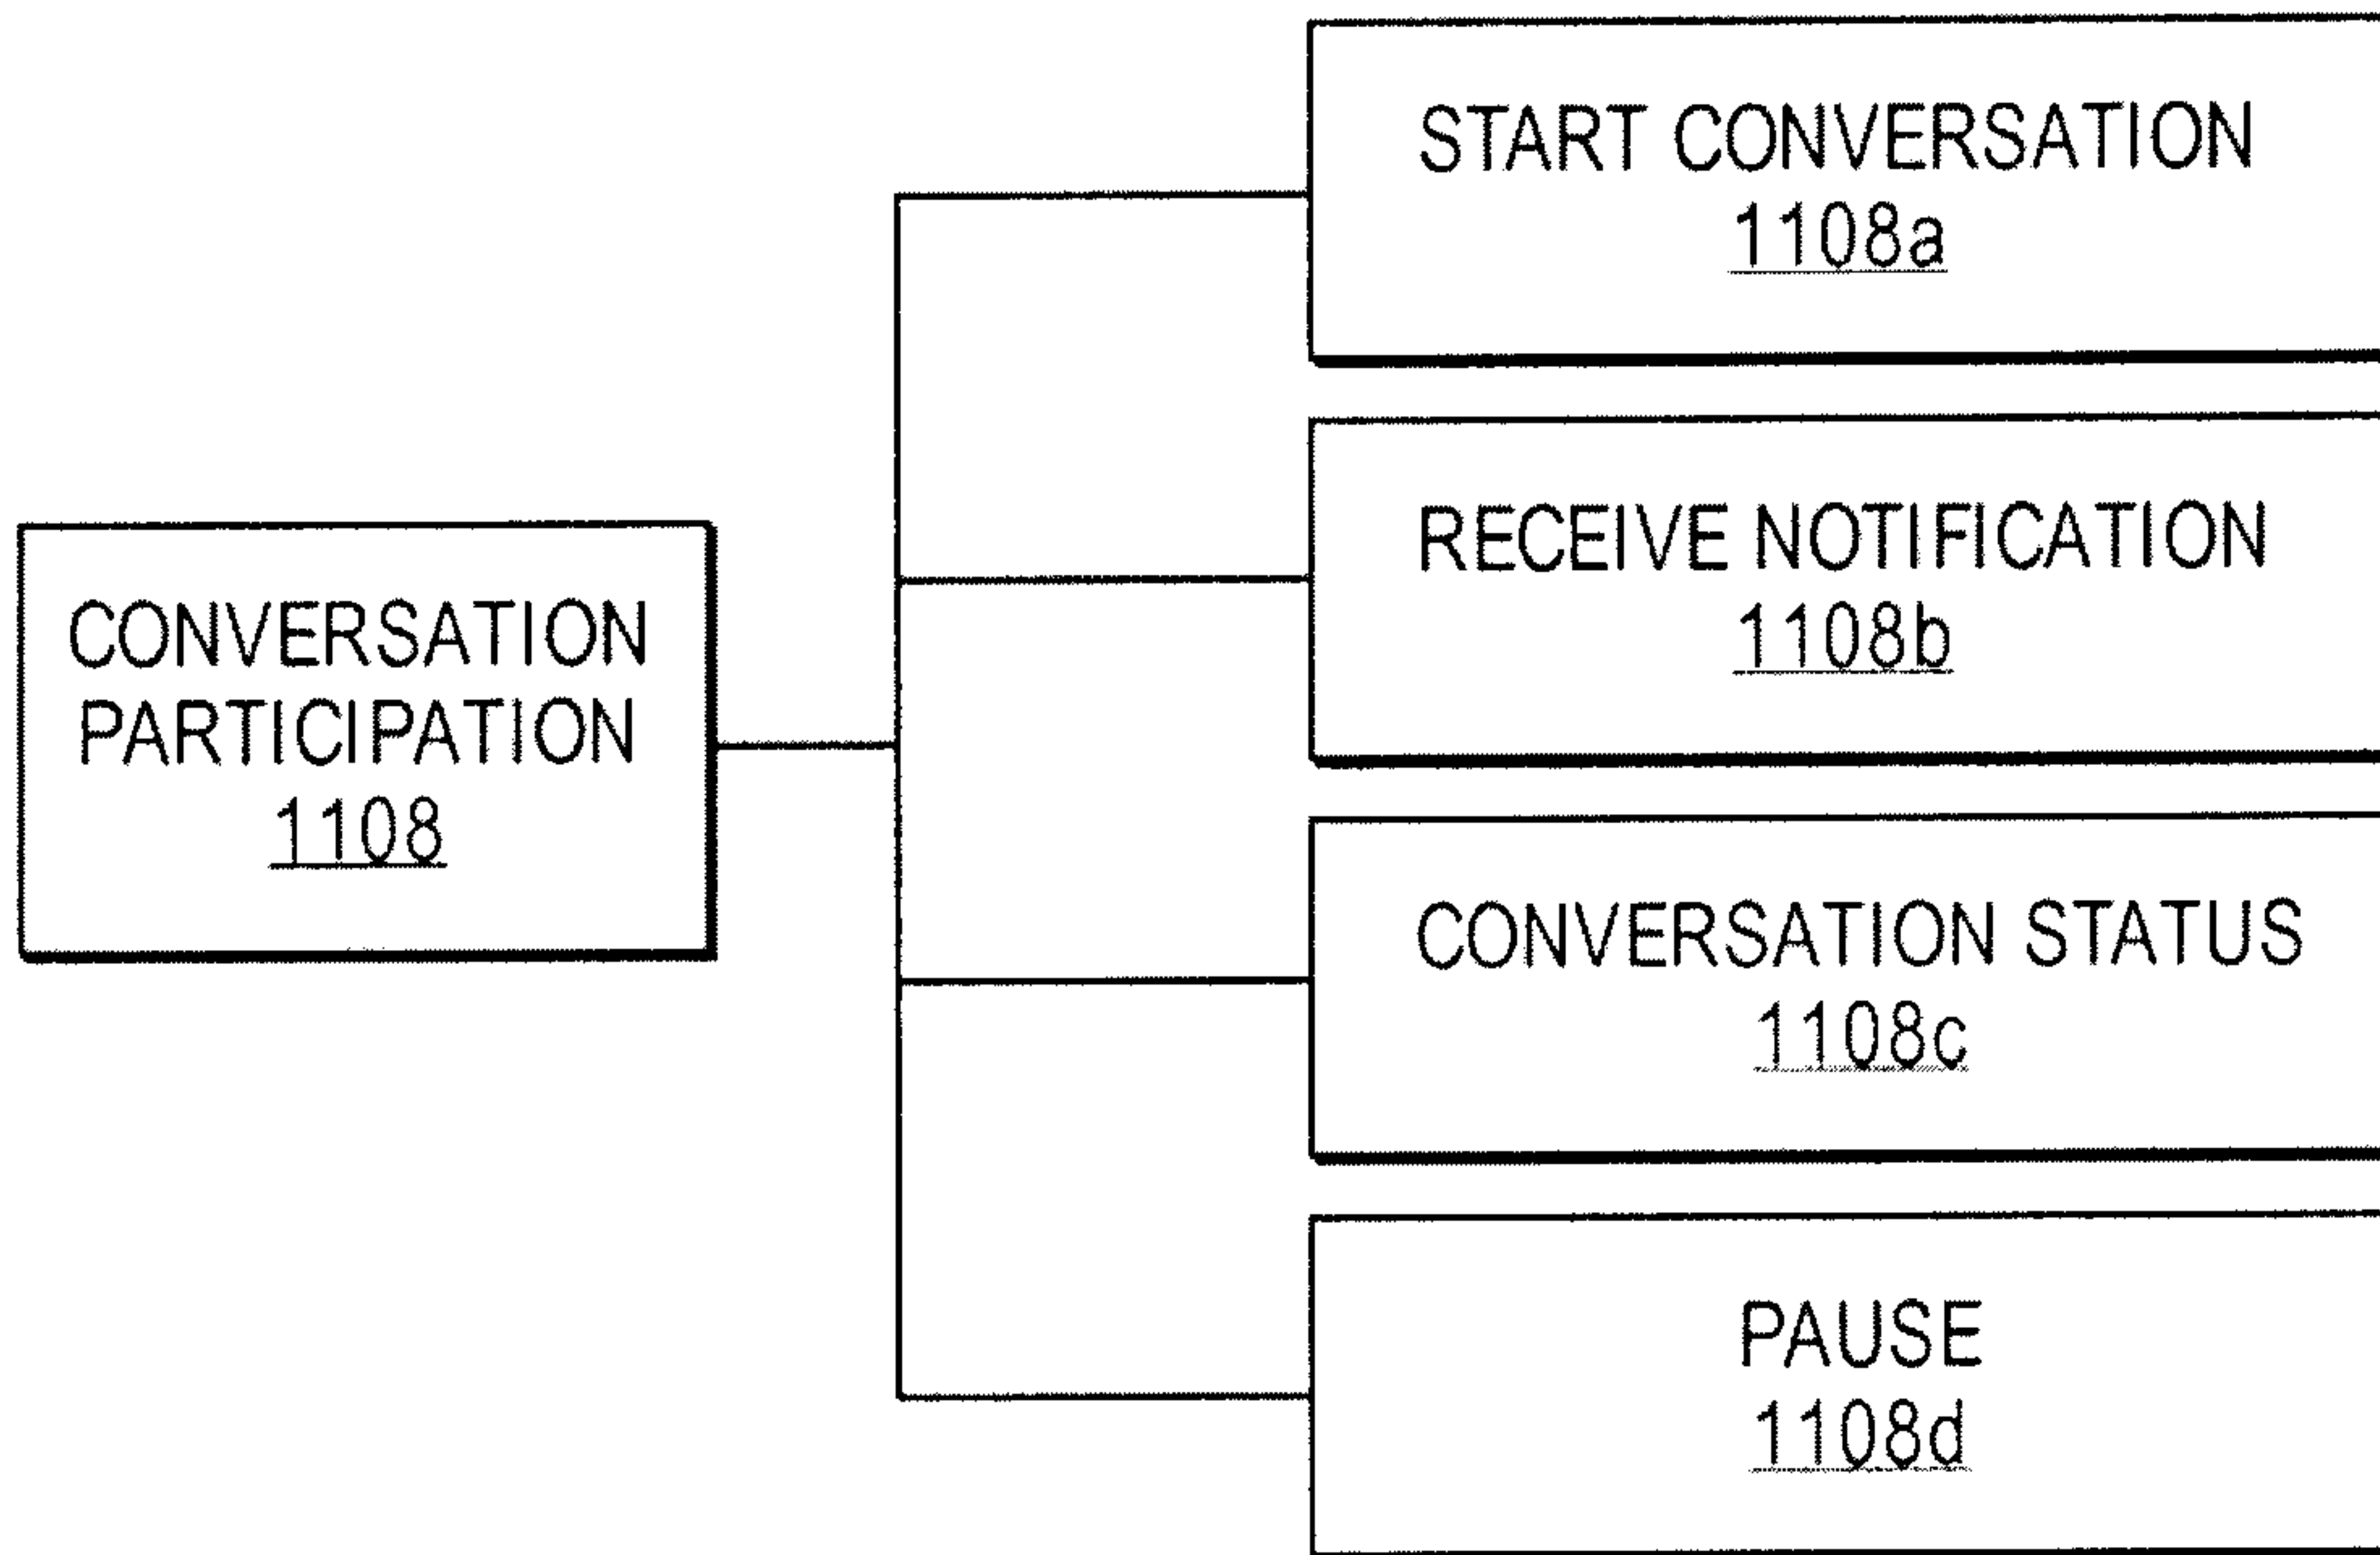 START CONVERSATION
1108a
RECEIVE NOTIFICATION
1108b
CONVERSATION
PARTICIPATION
1108
CONVERSATION STATUS
1108c
PAUSE
1108d